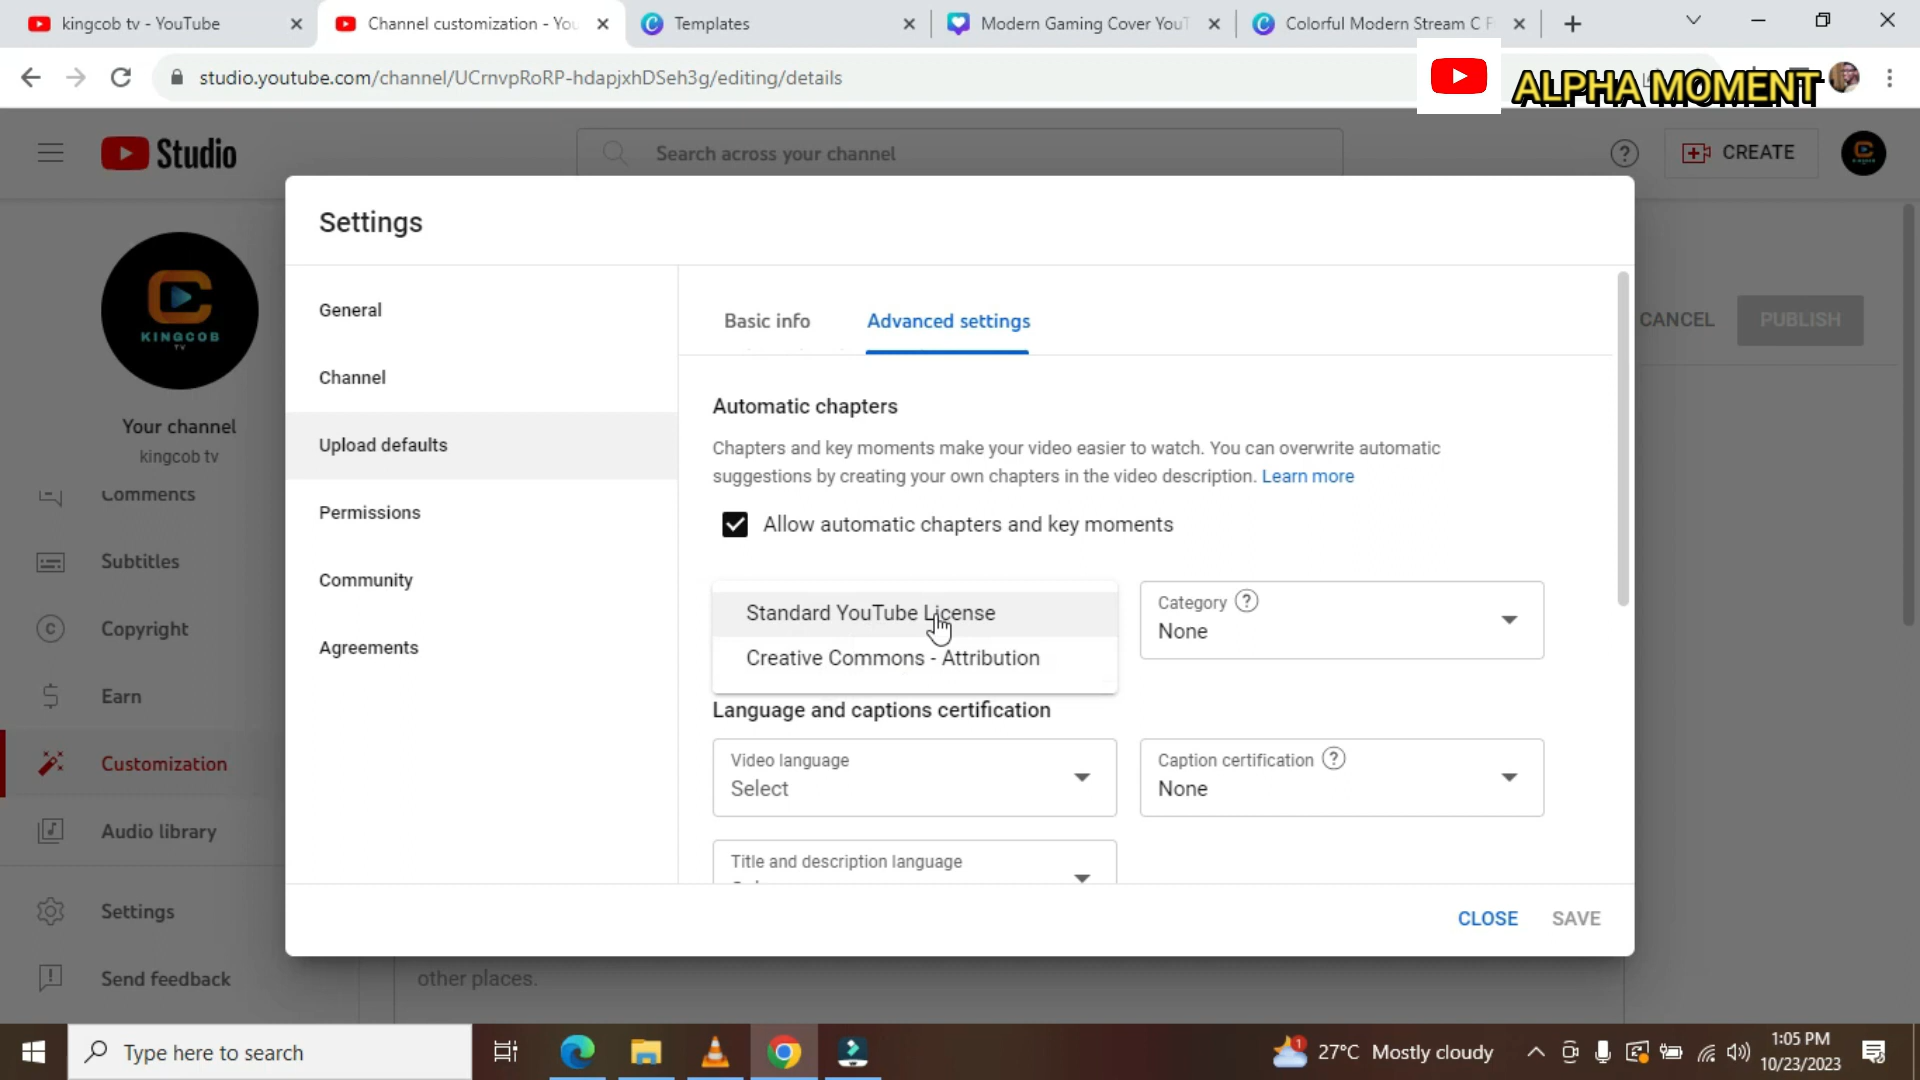 kingcob tv - YouTube
Channel customization - You
Templates
Modern Gaming Cover YouT
Colorful Modern Stream C F
studio.youtube.com/channel/UCrnvpRoRP-hdapjxhDSeh3g/editing/details
ALPHA MOMENT
Studio
Search across your channel
CREATE
KINGCOB
TV
Your channel
kingcob tv
Comments
Subtitles
Copyright
Earn
Customization
Audio library
Settings
Send feedback
Settings
General
Channel
Upload defaults
Permissions
Community
Agreements
Basic info
Advanced settings
Automatic chapters
Chapters and key moments make your video easier to watch. You can overwrite automatic
suggestions by creating your own chapters in the video description. Learn more
Allow automatic chapters and key moments
Standard YouTube License
Creative Commons - Attribution
Category
None
Language and captions certification
Video language
Select
Caption certification
None
Title and description language
CLOSE
SAVE
CANCEL
PUBLISH
other places.
Type here to search
1
27°C Mostly cloudy
1:05 PM
10/23/2023